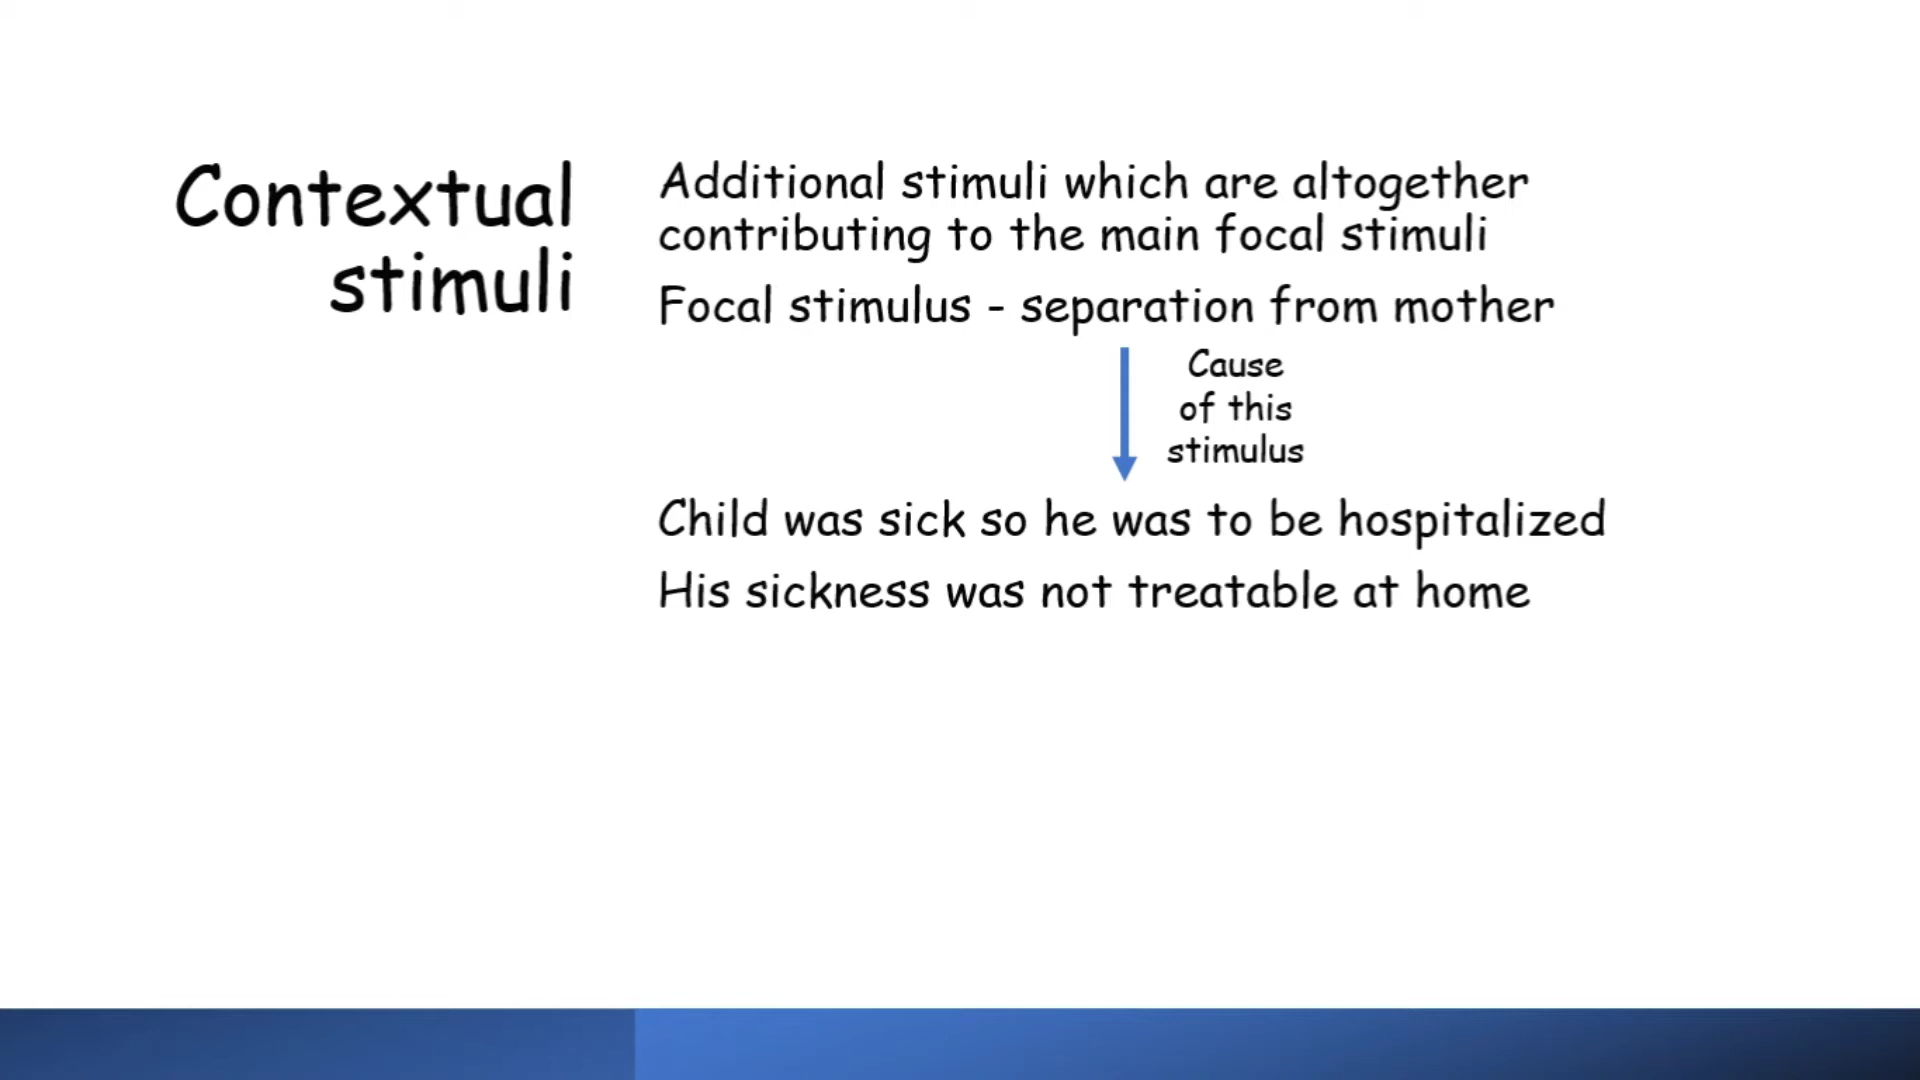 Contextual
stimuli
Additional stimuli which are altogether
contributing to the main focal stimuli
Focal stimulus - separation from mother
Cause
of this
stimulus
Child was sick so he was to be hospitalized
His sickness was not treatable at home